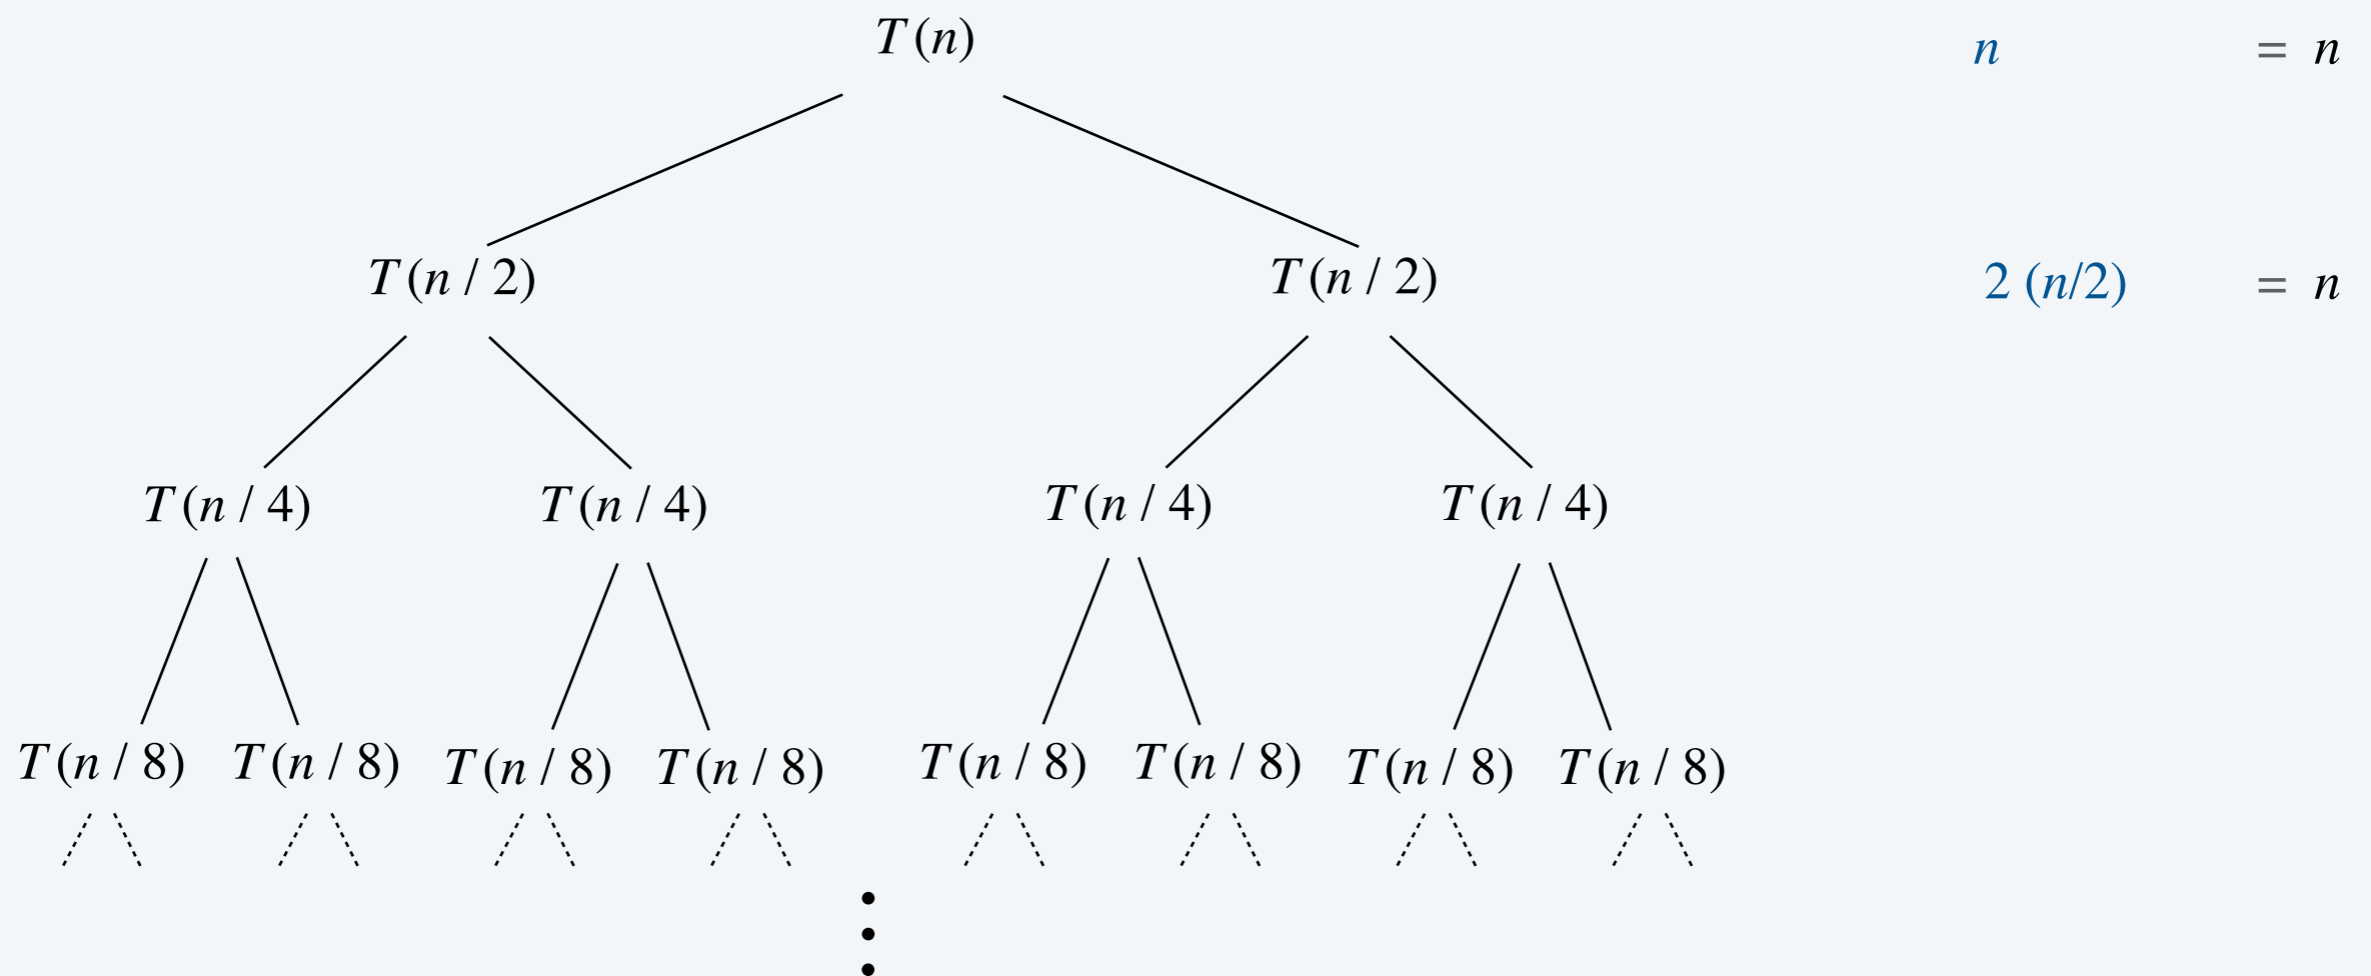 T (n) n = n
T (n / 2) T (n / 2) 2 (n/2) = n
T (n / 4) T (n / 4) T (n / 4) T (n / 4)
T (n / 8) T (n / 8) T (n / 8) T (n / 8) T (n / 8) T (n / 8) T (n / 8) T (n / 8)